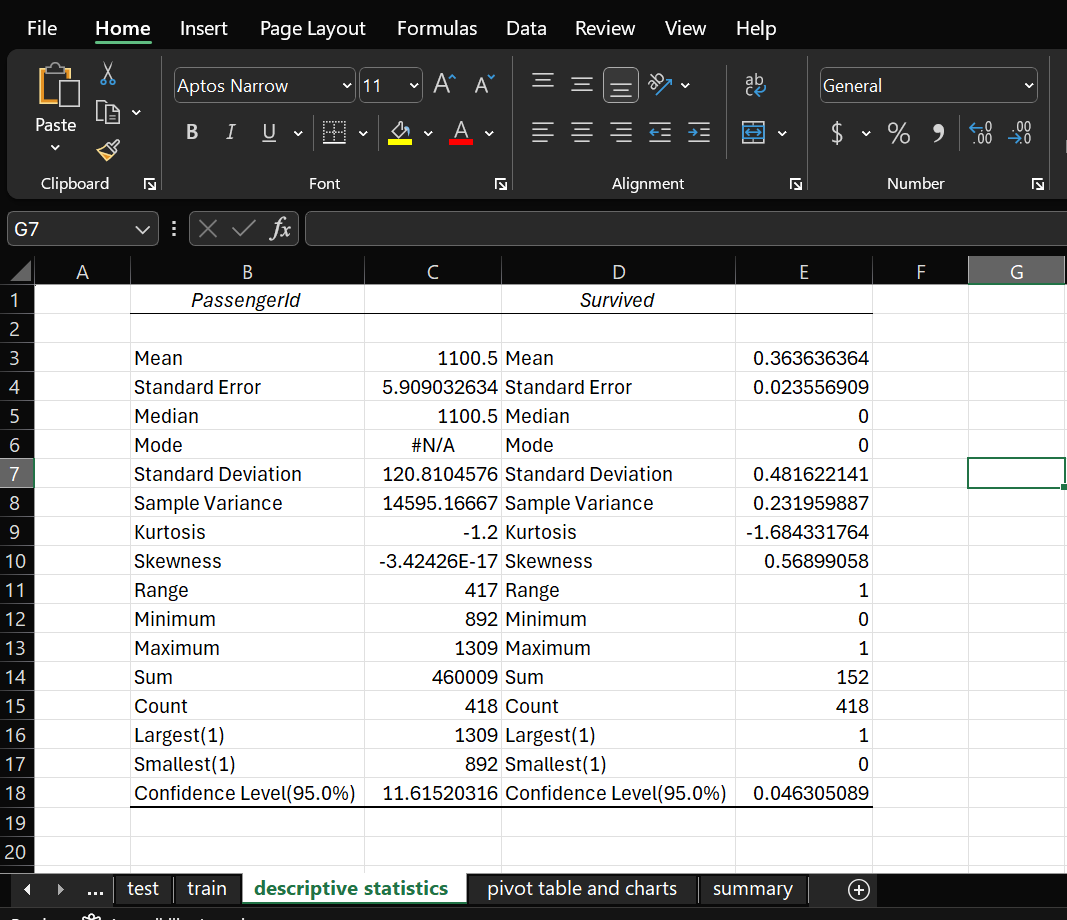 File Home Insert Page Layout Formulas Data Review View Help
Aptos Narrow 11 A A ab General
Paste B I U A $ % .00 .00
Clipboard Font Alignment Number
G7 fx
A B C D E F G
1 PassengerId Survived
2
3 Mean 1100.5 Mean 0.363636364
4 Standard Error 5.909032634 Standard Error 0.023556909
5 Median 1100.5 Median 0
6 Mode #N/A Mode 0
7 Standard Deviation 120.8104576 Standard Deviation 0.481622141
8 Sample Variance 14595.16667 Sample Variance 0.231959887
9 Kurtosis -1.2 Kurtosis -1.684331764
10 Skewness -3.42426E-17 Skewness 0.56899058
11 Range 417 Range 1
12 Minimum 892 Minimum 0
13 Maximum 1309 Maximum 1
14 Sum 460009 Sum 152
15 Count 418 Count 418
16 Largest(1) 1309 Largest(1) 1
17 Smallest(1) 892 Smallest(1) 0
18 Confidence Level(95.0%) 11.61520316 Confidence Level(95.0%) 0.046305089
19
20
... test train descriptive statistics pivot table and charts summary